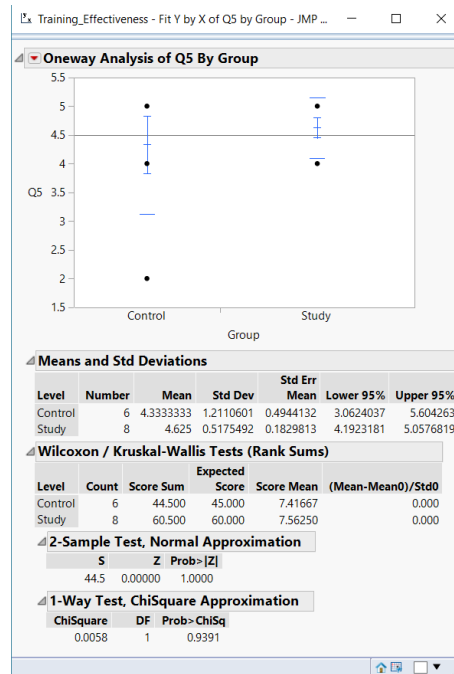 Training_Effectiveness - Fit Y by X of Q5 by Group - JMP ...
Oneway Analysis of Q5 By Group
5.5
5
4.5
4
Q5 3.5
3
2.5
2
1.5
Control Study
Group
Means and Std Deviations
Std Err
Level Number Mean Std Dev Mean Lower 95% Upper 95%
Control 6 4.3333333 1.2110601 0.4944132 3.0624037 5.604263
Study 8 4.625 0.5175492 0.1829813 4.1923181 5.0576819
Wilcoxon / Kruskal-Wallis Tests (Rank Sums)
Expected
Level Count Score Sum Score Score Mean (Mean-Mean0)/Std0
Control 6 44.500 45.000 7.41667 0.000
Study 8 60.500 60.000 7.56250 0.000
2-Sample Test, Normal Approximation
S Z Prob>|Z|
44.5 0.00000 1.0000
1-Way Test, ChiSquare Approximation
ChiSquare DF Prob>ChiSq
0.0058 1 0.9391